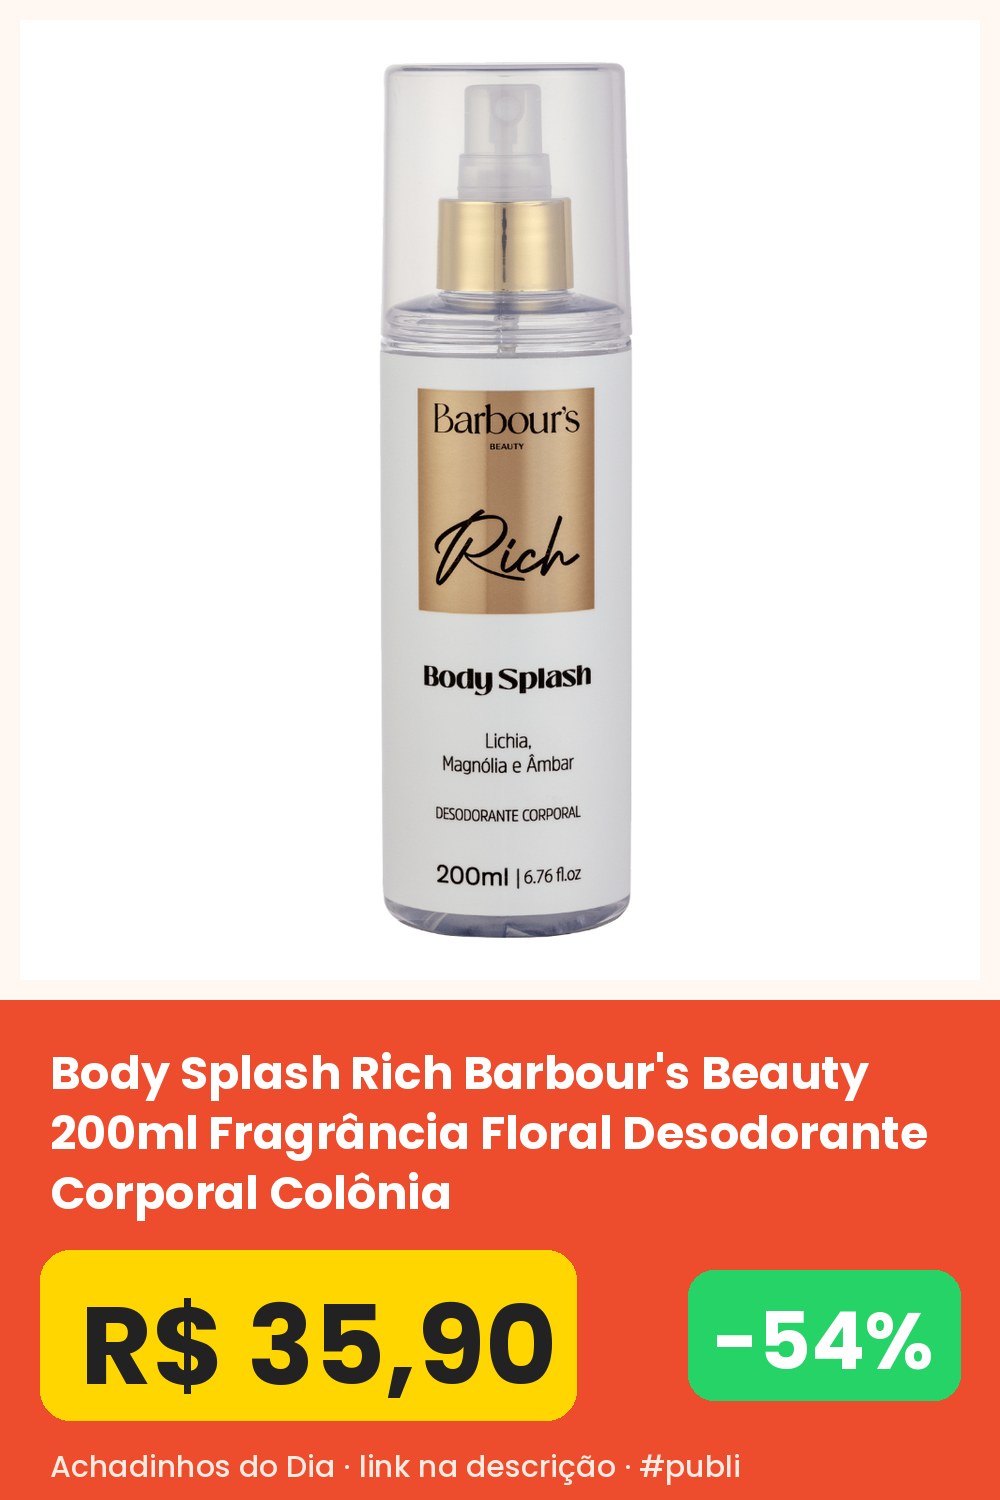 Barbour's
BEAUTY
Rich
Body Splash
Lichia,
Magnólia e Âmbar
DESODORANTE CORPORAL
200ml | 6.76 fl.oz
Body Splash Rich Barbour's Beauty
200ml Fragrância Floral Desodorante
Corporal Colônia
R$ 35,90
-54%
Achadinhos do Dia · link na descrição · #publi